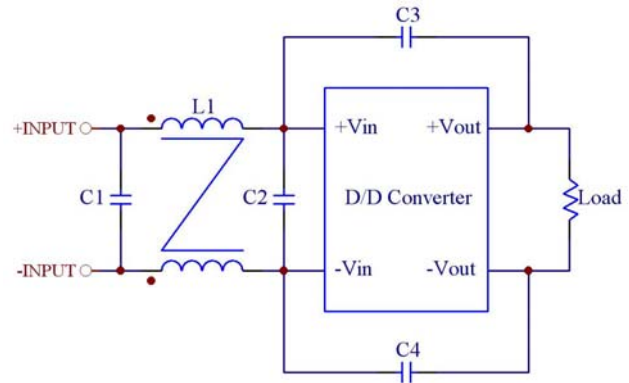 C3
L1
+INPUT
+Vin
+Vout
C1
C2
D/D Converter
Load
-INPUT
-Vin
-Vout
C4